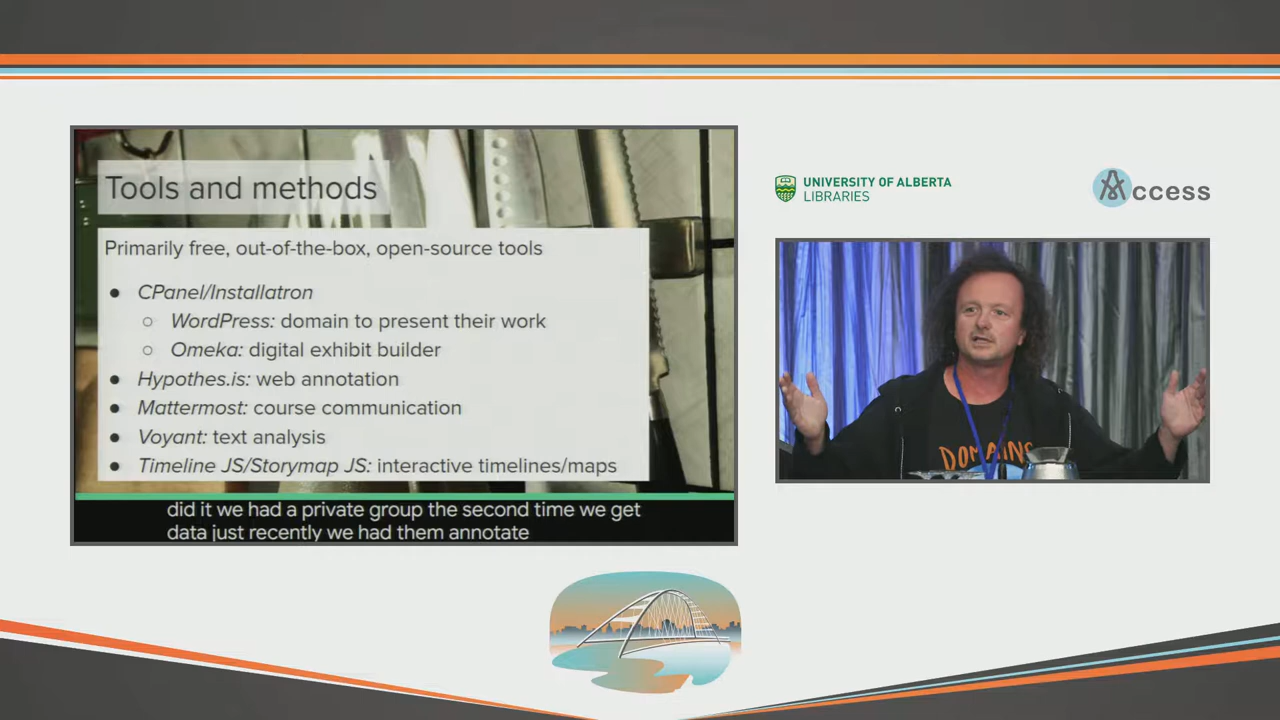 Tools and methods
Primarily free, out-of-the-box, open-source tools
● CPanel/Installatron
○ WordPress: domain to present their work
○ Omeka: digital exhibit builder
● Hypothes.is: web annotation
● Mattermost: course communication
● Voyant: text analysis
● Timeline JS/Storymap JS: interactive timelines/maps
did it we had a private group the second time we get
data just recently we had them annotate
UNIVERSITY OF ALBERTA
LIBRARIES
Access
DOMAINS